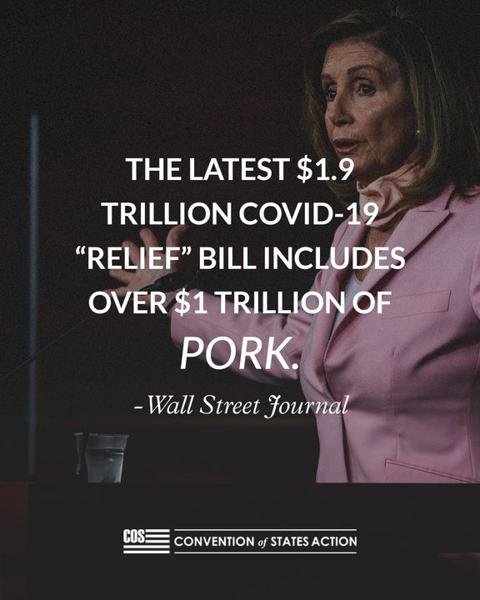 THE LATEST $1.9
TRILLION COVID-19
“RELIEF” BILL INCLUDES
OVER $1 TRILLION OF
PORK.
-Wall Street Journal
COS CONVENTION of STATES ACTION